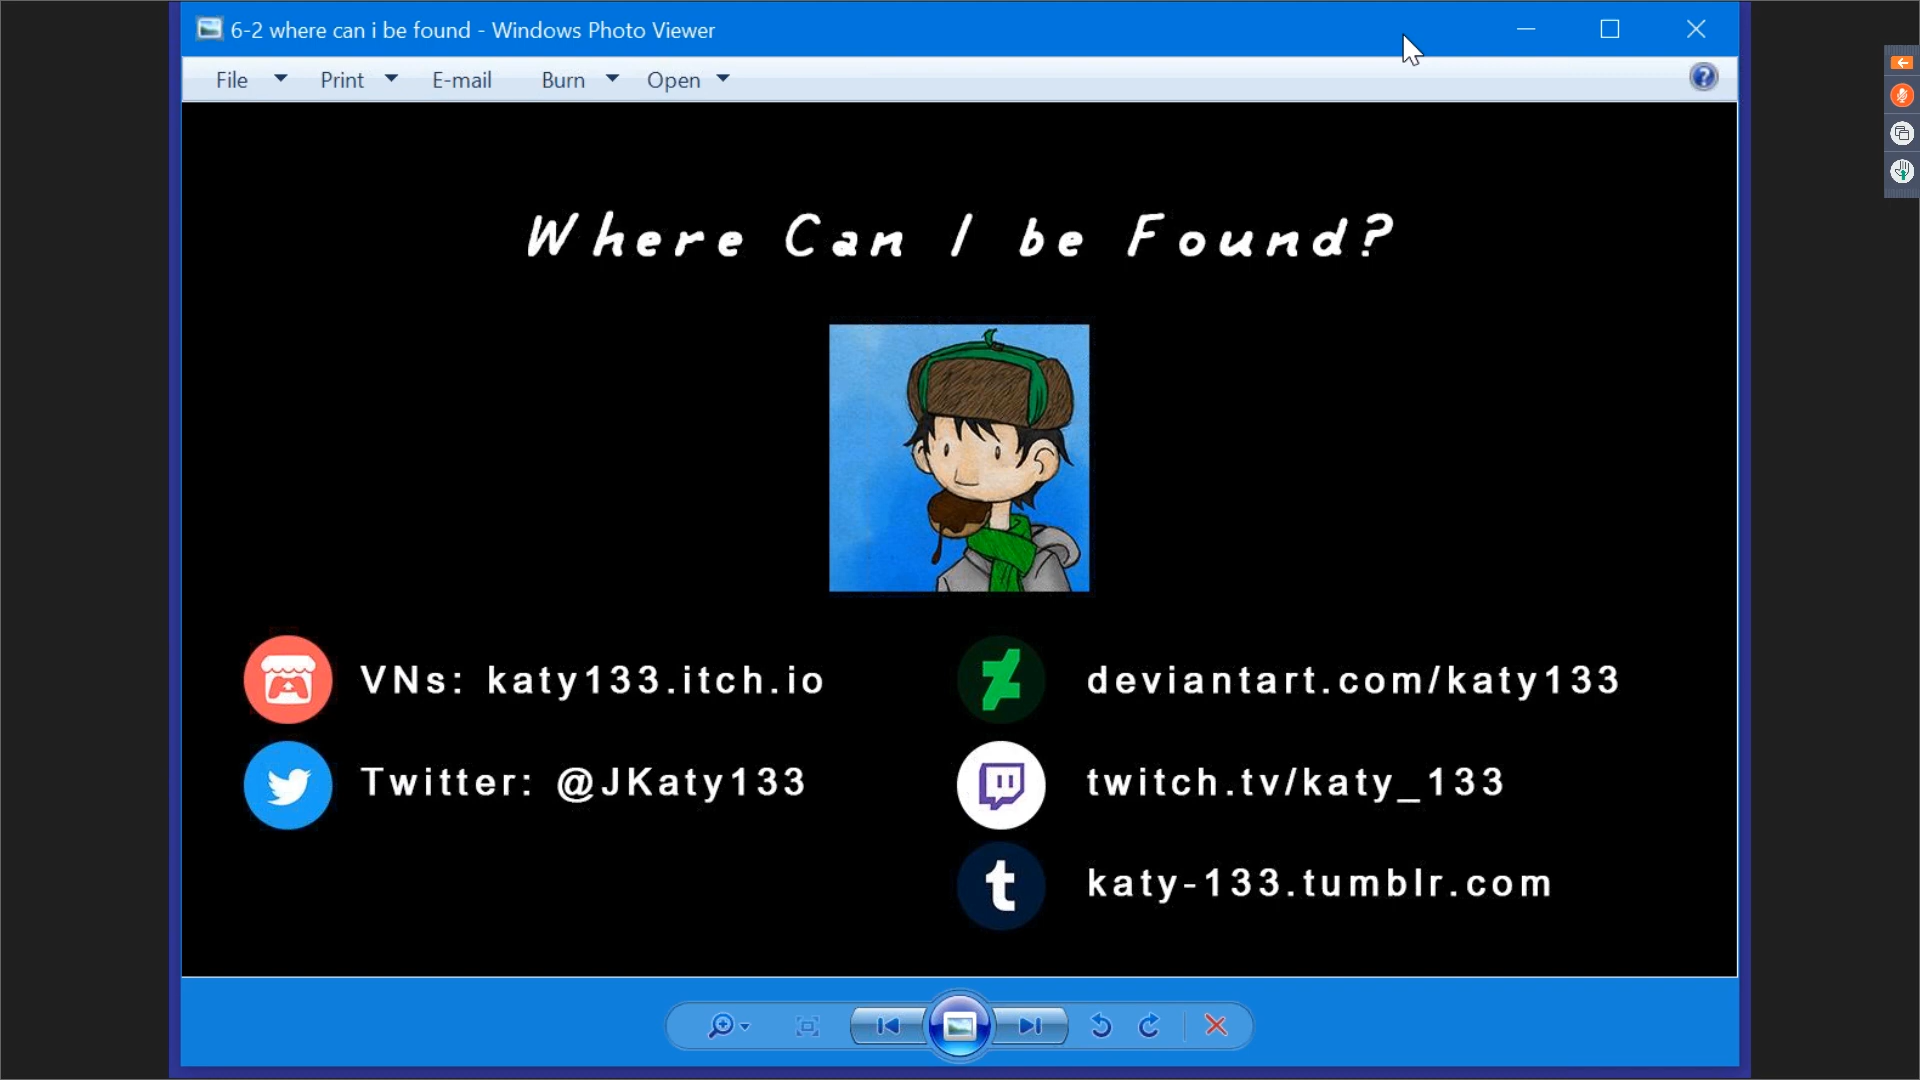 6-2 where can i be found - Windows Photo Viewer
File Print E-mail Burn Open
Where Can I be Found?
VNs: katy133.itch.io
deviantart.com/katy133
Twitter: @JKaty133
twitch.tv/katy_133
katy-133.tumblr.com